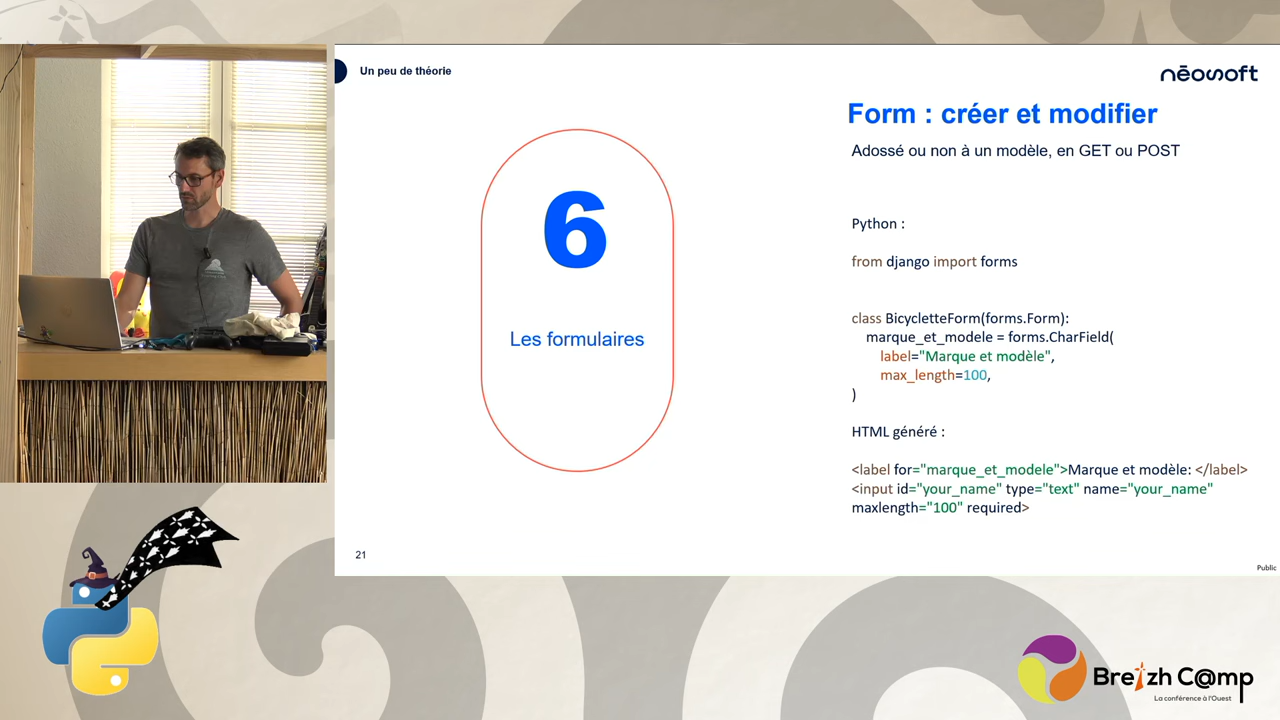 Un peu de théorie
nēosoft
Form : créer et modifier
Adossé ou non à un modèle, en GET ou POST
6
Les formulaires
Python :
from django import forms
class BicycletteForm(forms.Form):
marque_et_modele = forms.CharField(
label="Marque et modèle",
max_length=100,
)
HTML généré :
<label for="marque_et_modele">Marque et modèle: </label>
<input id="your_name" type="text" name="your_name"
maxlength="100" required>
21
Public
Breizh C@mp
La conférence à l'Ouest